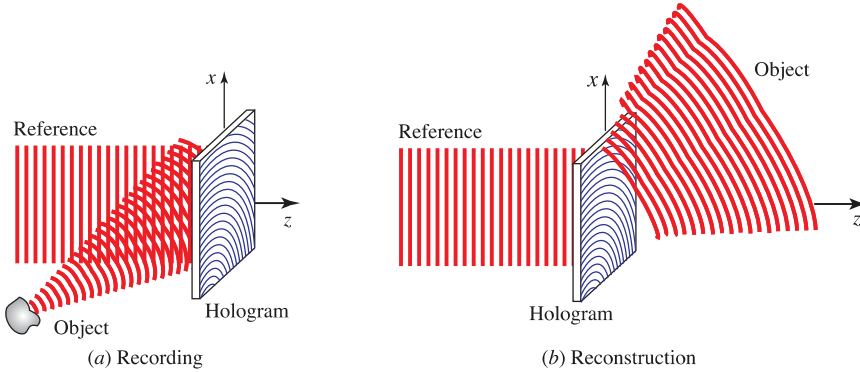 x
Reference
z
Hologram
Object
(a) Recording
Object
x
Reference
z
Hologram
(b) Reconstruction